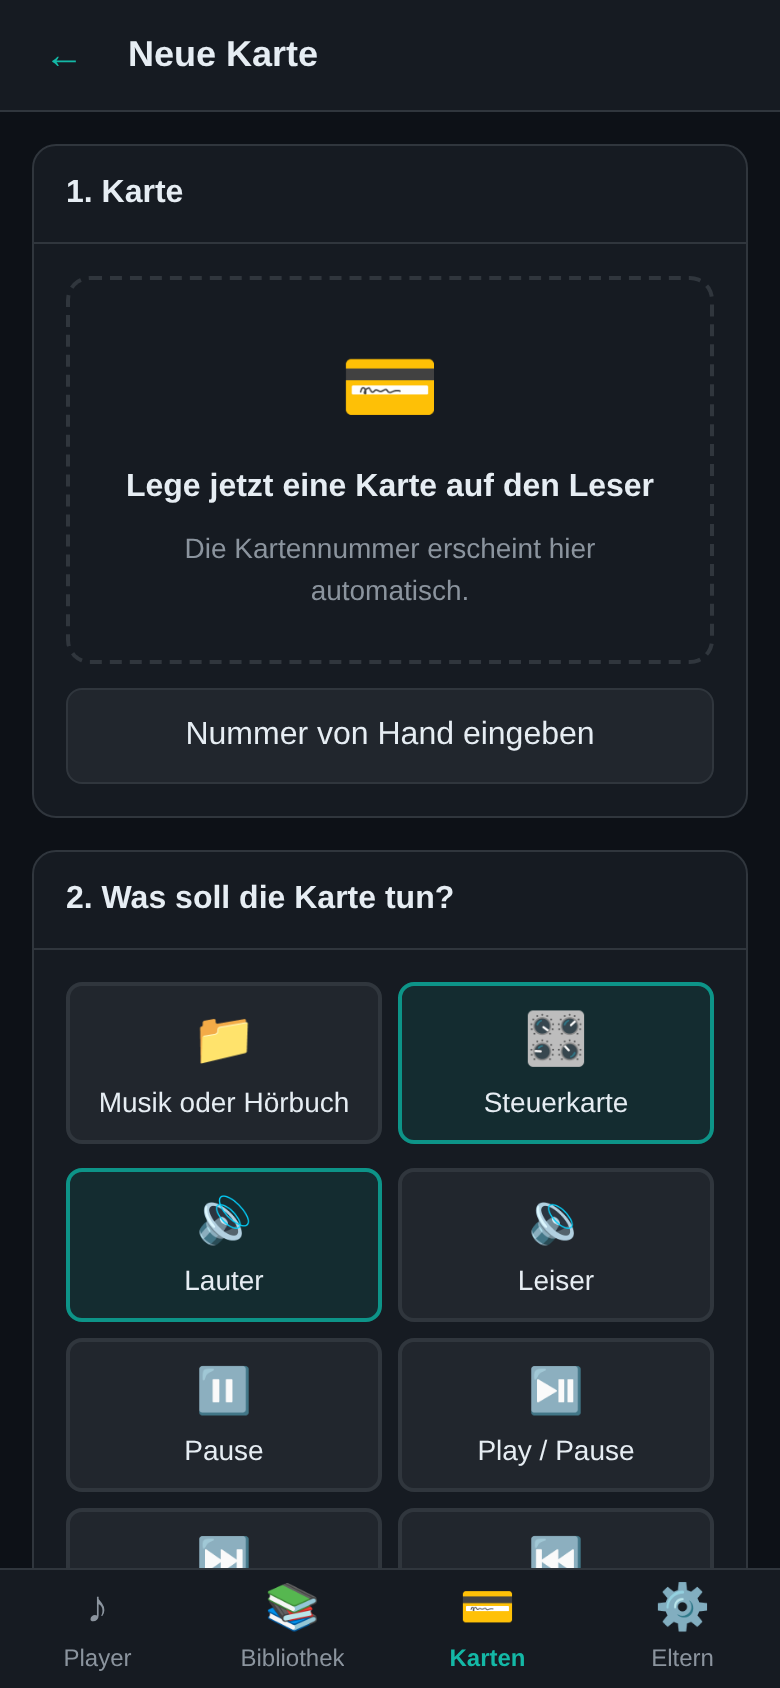 ← Neue Karte
1. Karte
Lege jetzt eine Karte auf den Leser
Die Kartennummer erscheint hier
automatisch.
Nummer von Hand eingeben
2. Was soll die Karte tun?
Musik oder Hörbuch
Steuerkarte
Lauter
Leiser
Pause
Play / Pause
Player
Bibliothek
Karten
Eltern